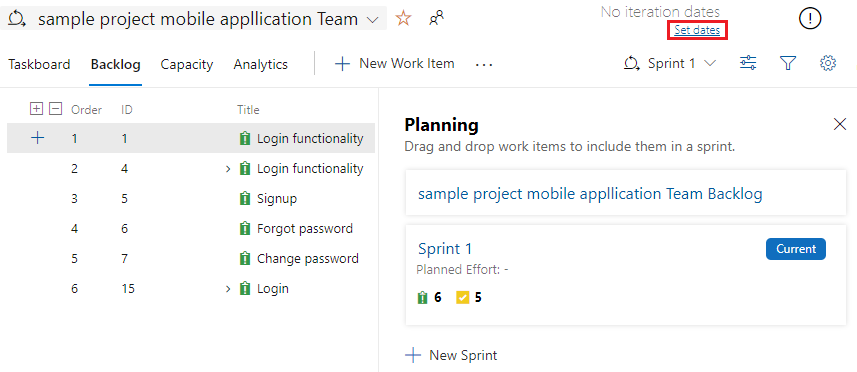 sample project mobile appllication Team
No iteration dates
Set dates
Taskboard Backlog Capacity Analytics New Work Item Sprint 1
Order ID Title
1 1 Login functionality
2 4 Login functionality
3 5 Signup
4 6 Forgot password
5 7 Change password
6 15 Login
Planning
Drag and drop work items to include them in a sprint.
sample project mobile appllication Team Backlog
Sprint 1 Current
Planned Effort: -
6 5
New Sprint